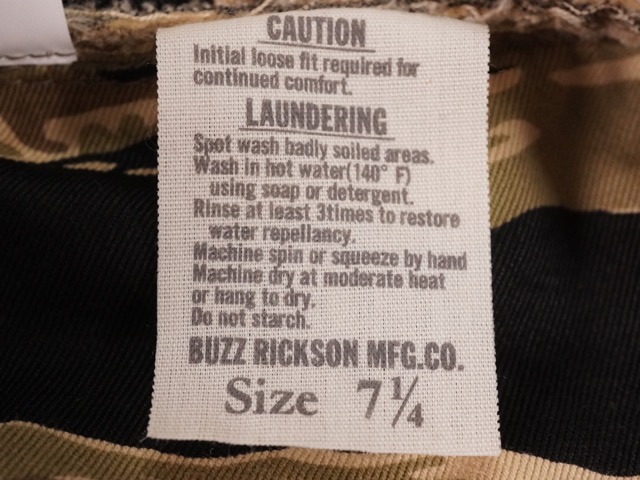 CAUTION
Initial loose fit required for
continued comfort.
LAUNDERING
Spot wash badly soiled areas.
Wash in hot water(140° F)
using soap or detergent.
Rinse at least 3times to restore
water repellancy.
Machine spin or squeeze by hand
Machine dry at moderate heat
or hang to dry.
Do not starch.
BUZZ RICKSON MFG.CO.
Size 7 1/4